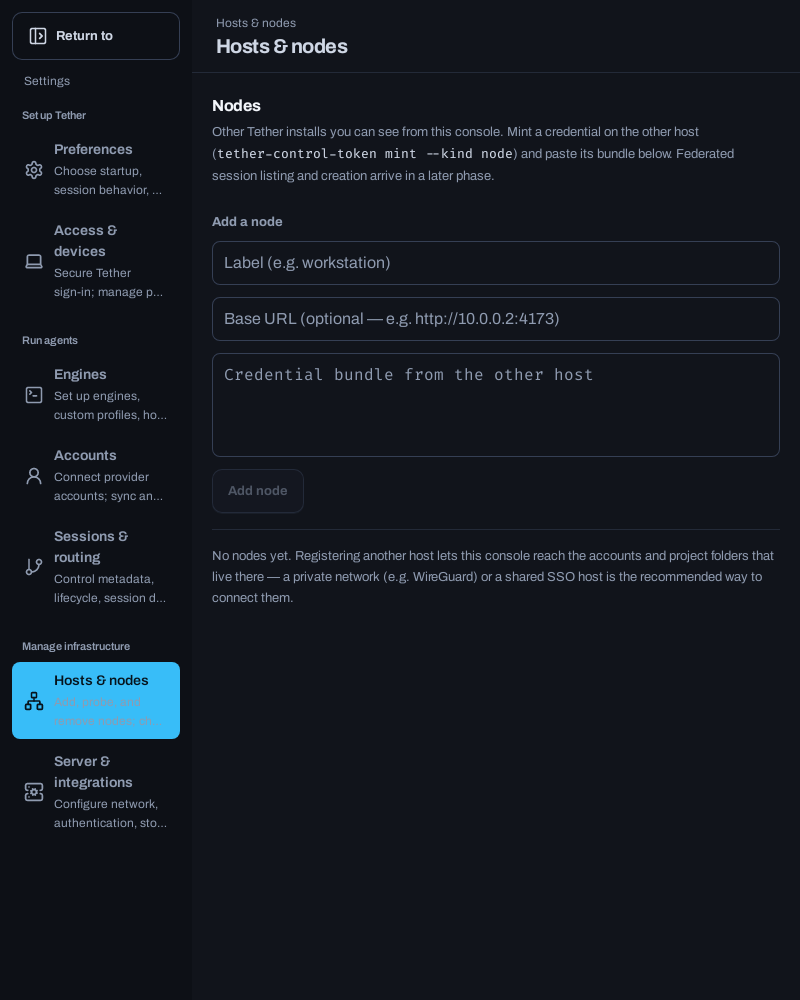 Return to
Settings
Set up Tether
Preferences
Choose startup,
session behavior, ...
Access &
devices
Secure Tether
sign-in; manage p...
Run agents
Engines
Set up engines,
custom profiles, ho...
Accounts
Connect provider
accounts; sync an...
Sessions &
routing
Control metadata,
lifecycle, session d...
Manage infrastructure
Hosts & nodes
Server &
integrations
Configure network,
authentication, sto...
Hosts & nodes
Hosts & nodes
Nodes
Other Tether installs you can see from this console. Mint a credential on the other host
(tether-control-token mint --kind node) and paste its bundle below. Federated
session listing and creation arrive in a later phase.
Add a node
Label (e.g. workstation)
Base URL (optional — e.g. http://10.0.0.2:4173)
Credential bundle from the other host
Add node
No nodes yet. Registering another host lets this console reach the accounts and project folders that
live there — a private network (e.g. WireGuard) or a shared SSO host is the recommended way to
connect them.